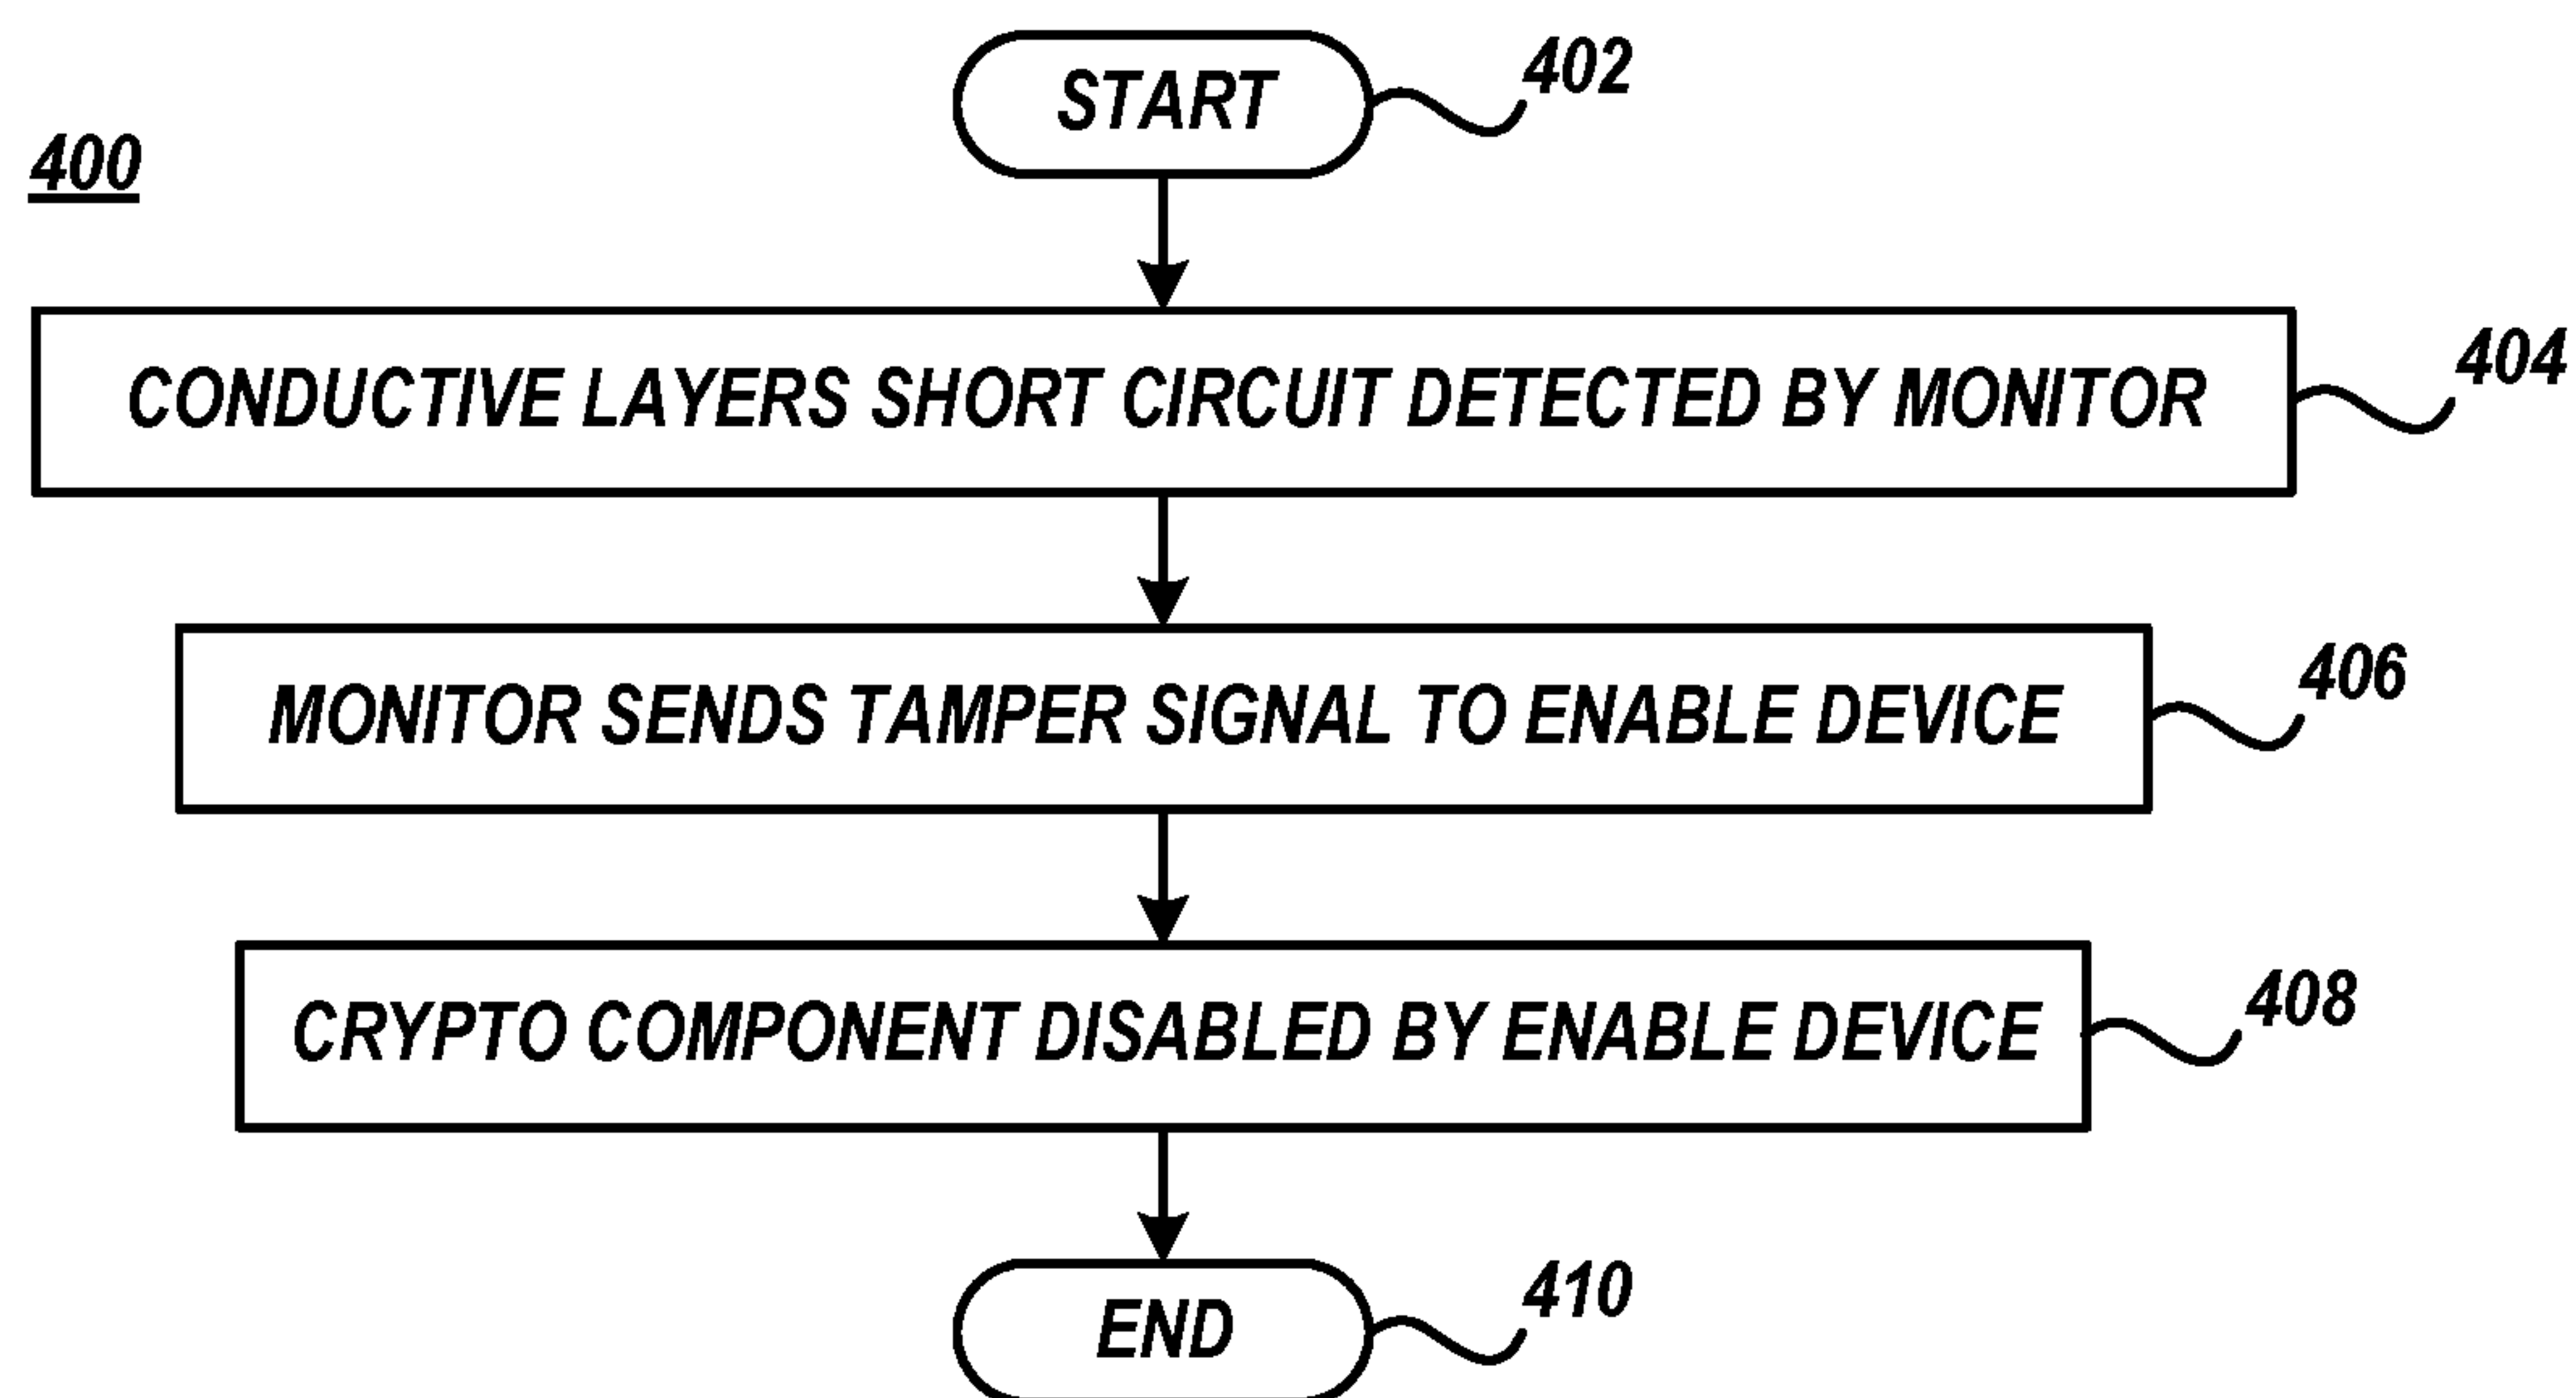 START
402
400
CONDUCTIVE LAYERS SHORT CIRCUIT DETECTED BY MONITOR
404
MONITOR SENDS TAMPER SIGNAL TO ENABLE DEVICE
406
CRYPTO COMPONENT DISABLED BY ENABLE DEVICE
408
END
410